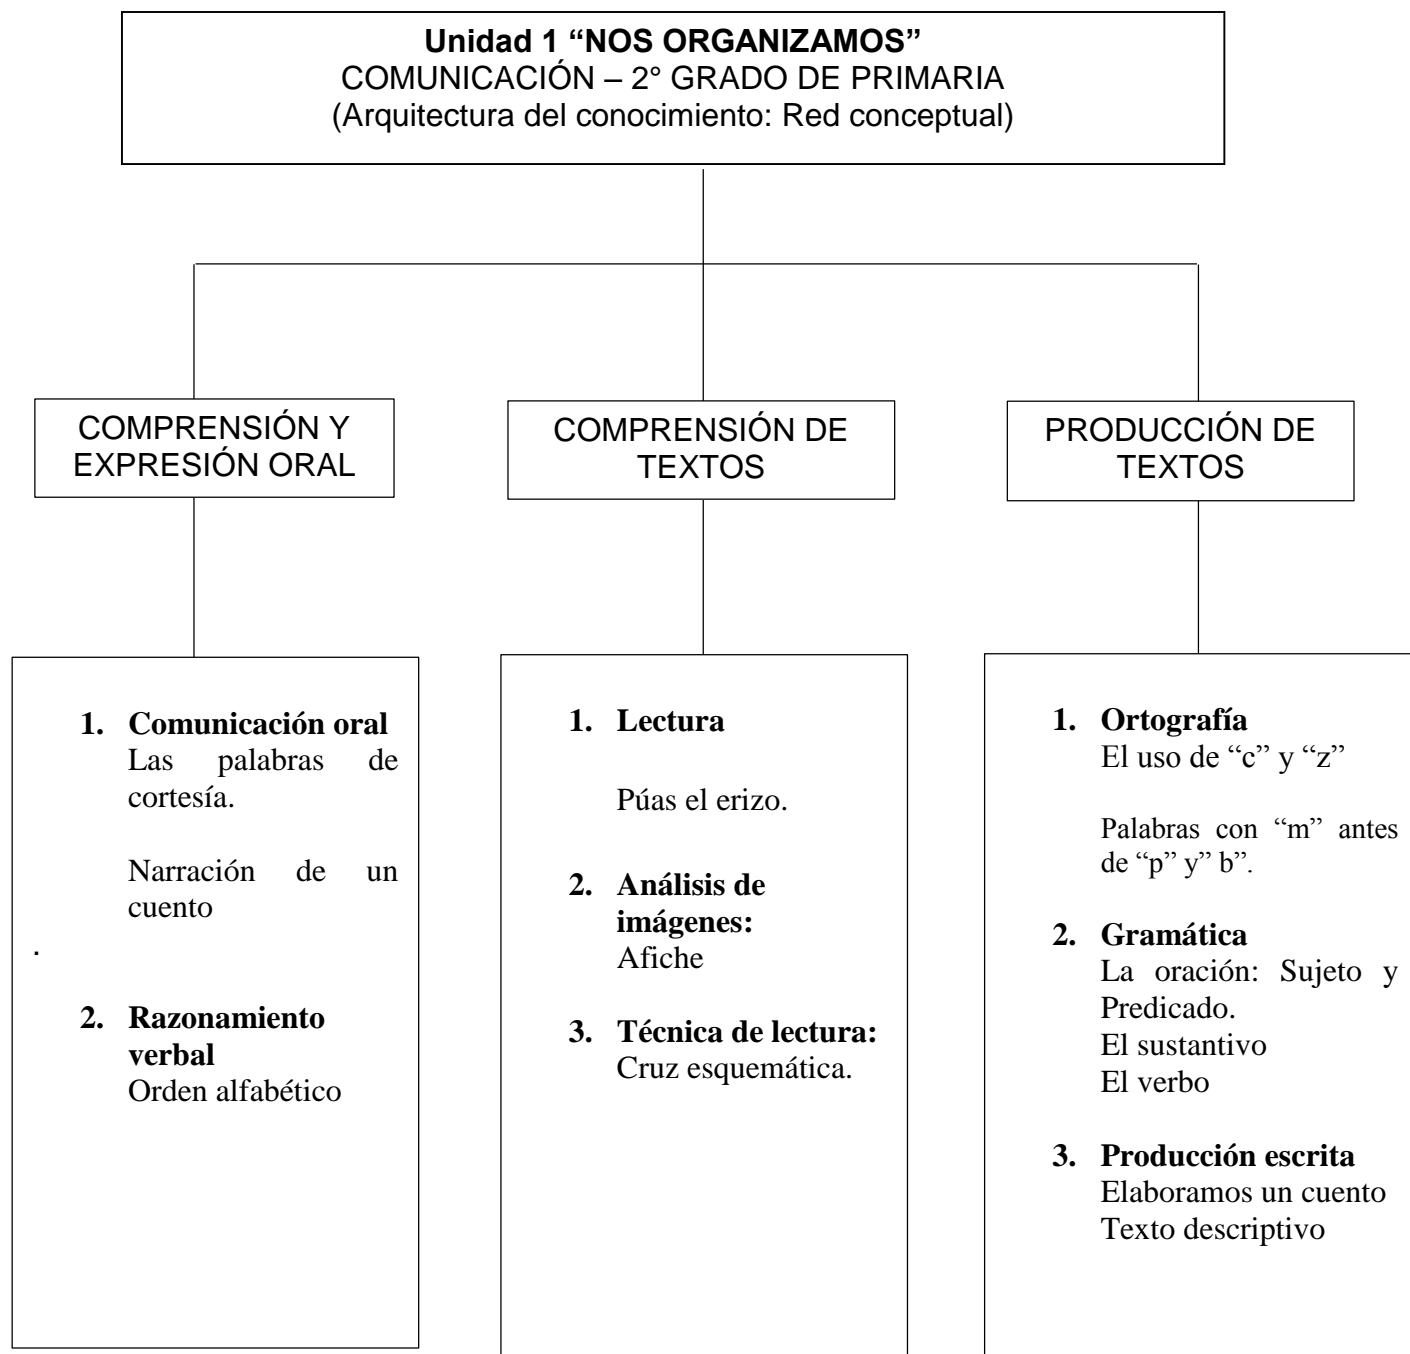 Unidad 1 “NOS ORGANIZAMOS”
COMUNICACIÓN – 2° GRADO DE PRIMARIA
(Arquitectura del conocimiento: Red conceptual)
COMPRENSIÓN Y
EXPRESIÓN ORAL
COMPRENSIÓN DE
TEXTOS
PRODUCCIÓN DE
TEXTOS
1. Comunicación oral
Las palabras de
cortesía.
Narración de un
cuento
.
2. Razonamiento
verbal
Orden alfabético
1. Lectura
Púas el erizo.
2. Análisis de
imágenes:
Afiche
3. Técnica de lectura:
Cruz esquemática.
1. Ortografía
El uso de “c” y “z”
Palabras con “m” antes
de “p” y” b”.
2. Gramática
La oración: Sujeto y
Predicado.
El sustantivo
El verbo
3. Producción escrita
Elaboramos un cuento
Texto descriptivo